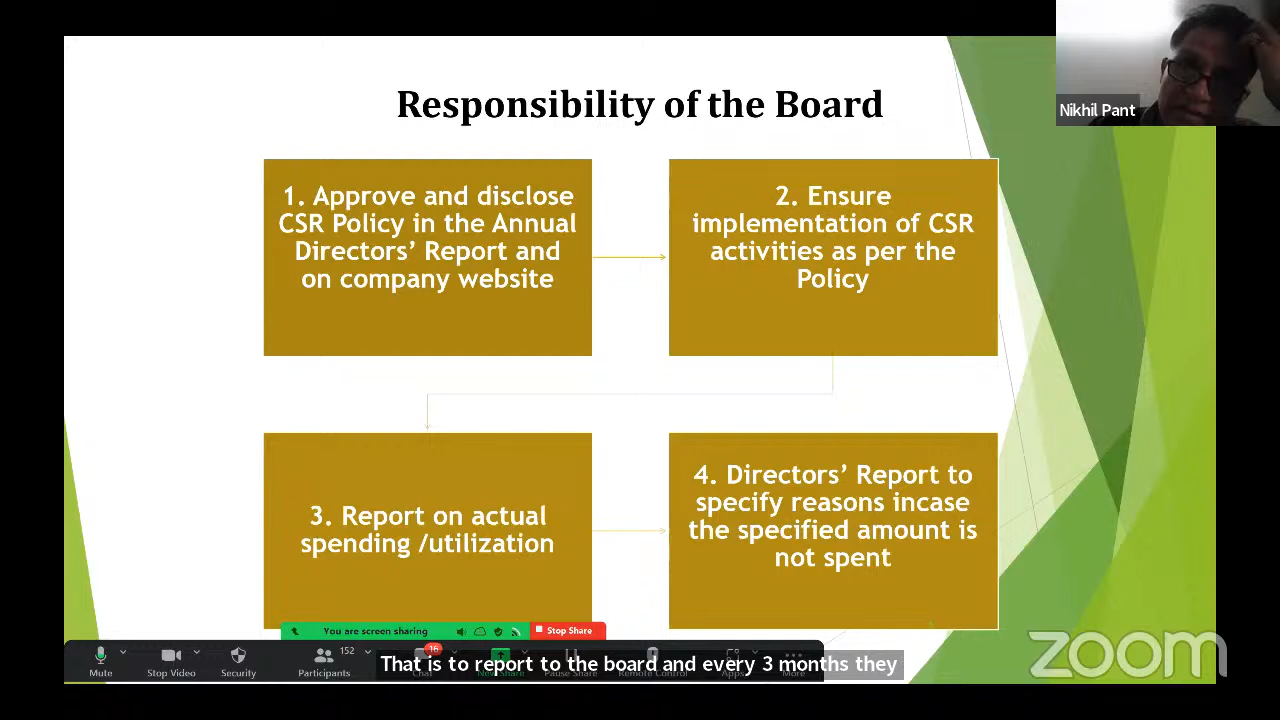 Responsibility of the Board
Nikhil Pant
1. Approve and disclose
CSR Policy in the Annual
Directors’ Report and
on company website
2. Ensure
implementation of CSR
activities as per the
Policy
3. Report on actual
spending /utilization
4. Directors’ Report to
specify reasons incase
the specified amount is
not spent
You are screen sharing
Stop Share
152
16
Mute
Stop Video
Security
Participants
Chat
New Share
Pause Share
Remote Control
Apps
More
That is to report to the board and every 3 months they
zoom